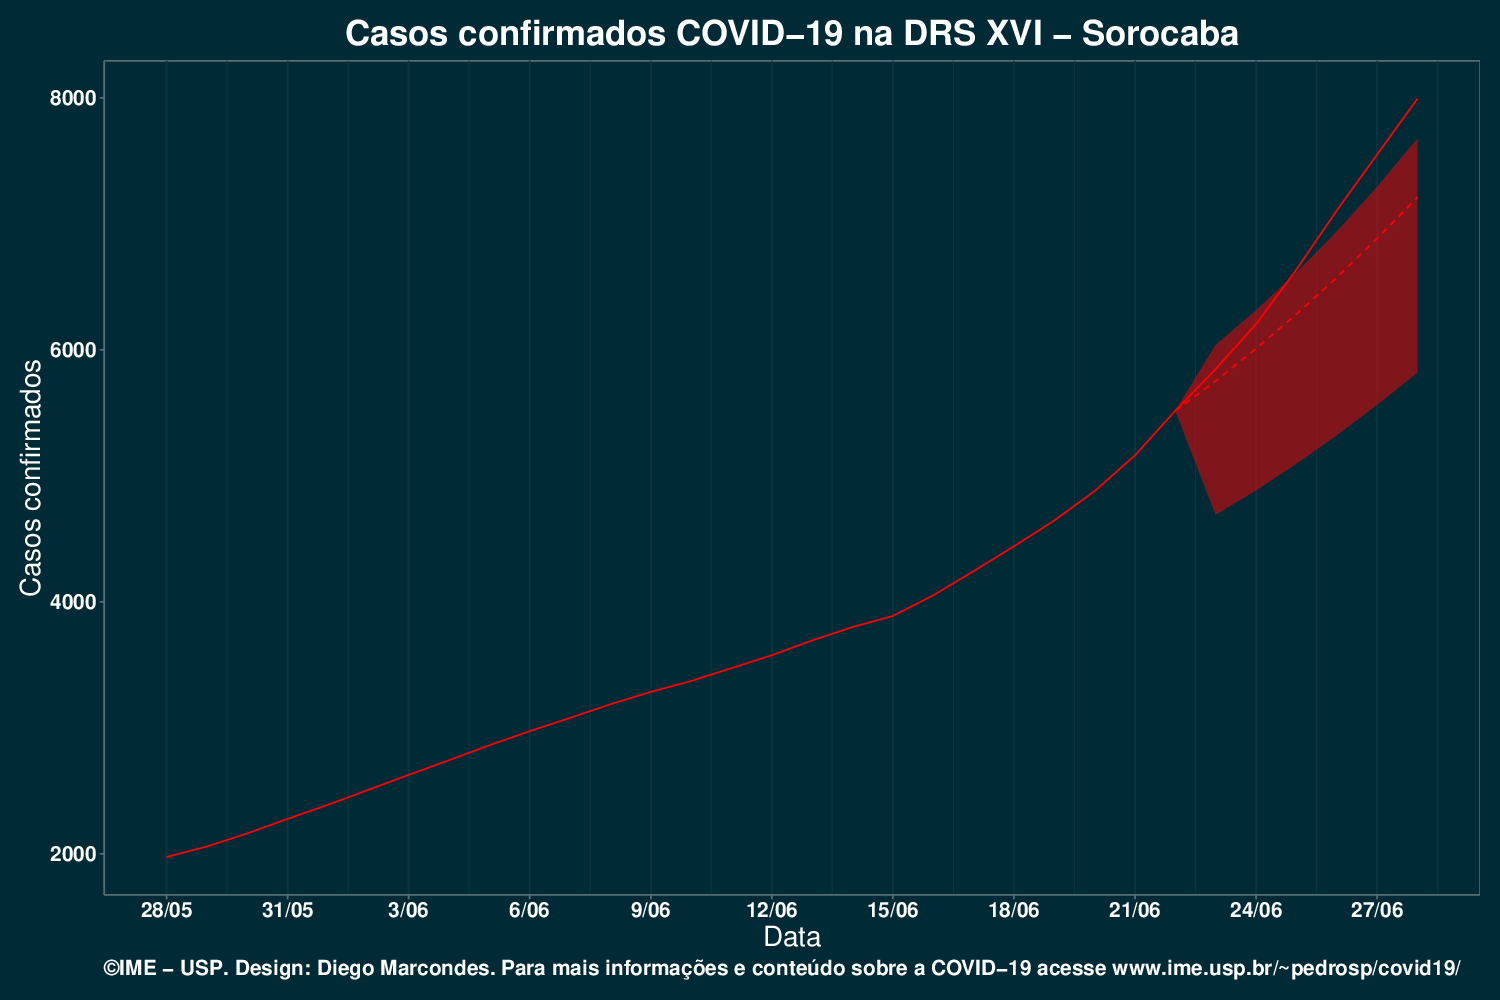 Casos confirmados COVID−19 na DRS XVI − Sorocaba
Casos confirmados
8000
6000
4000
2000
28/05 31/05 3/06 6/06 9/06 12/06 15/06 18/06 21/06 24/06 27/06
Data
©IME − USP. Design: Diego Marcondes. Para mais informações e conteúdo sobre a COVID−19 acesse www.ime.usp.br/~pedrosp/covid19/